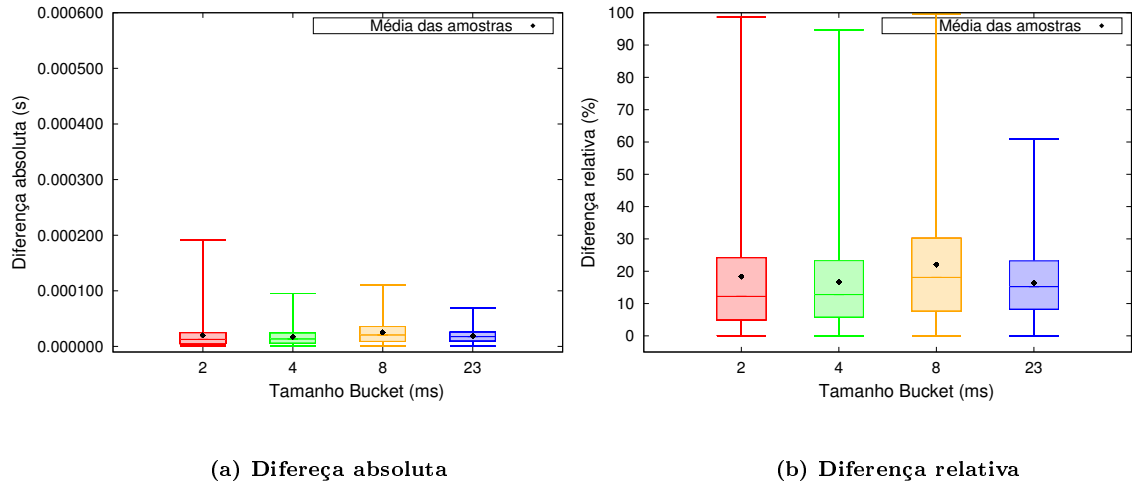 Média das amostras
0.000600
0.000500
0.000400
0.000300
0.000200
0.000100
0.000000
Diferença absoluta (s)
2 4 8 23
Tamanho Bucket (ms)
(a) Difereça absoluta
Média das amostras
100
90
80
70
60
50
40
30
20
10
0
Diferença relativa (%)
2 4 8 23
Tamanho Bucket (ms)
(b) Diferença relativa